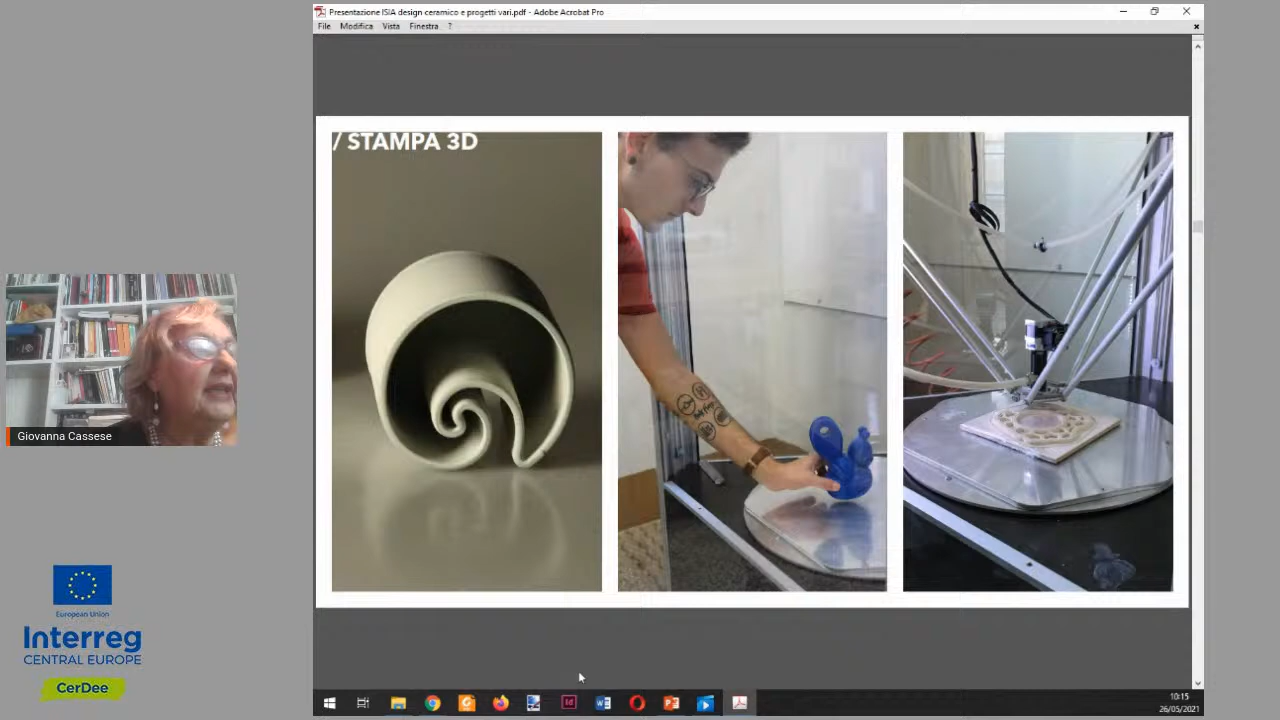 Presentazione ISIA design ceramico e progetti vari.pdf - Adobe Acrobat Pro
File Modifica Vista Finestra ?
/ STAMPA 3D
Giovanna Cassese
European Union
Interreg
CENTRAL EUROPE
CerDee
10:15
26/05/2021